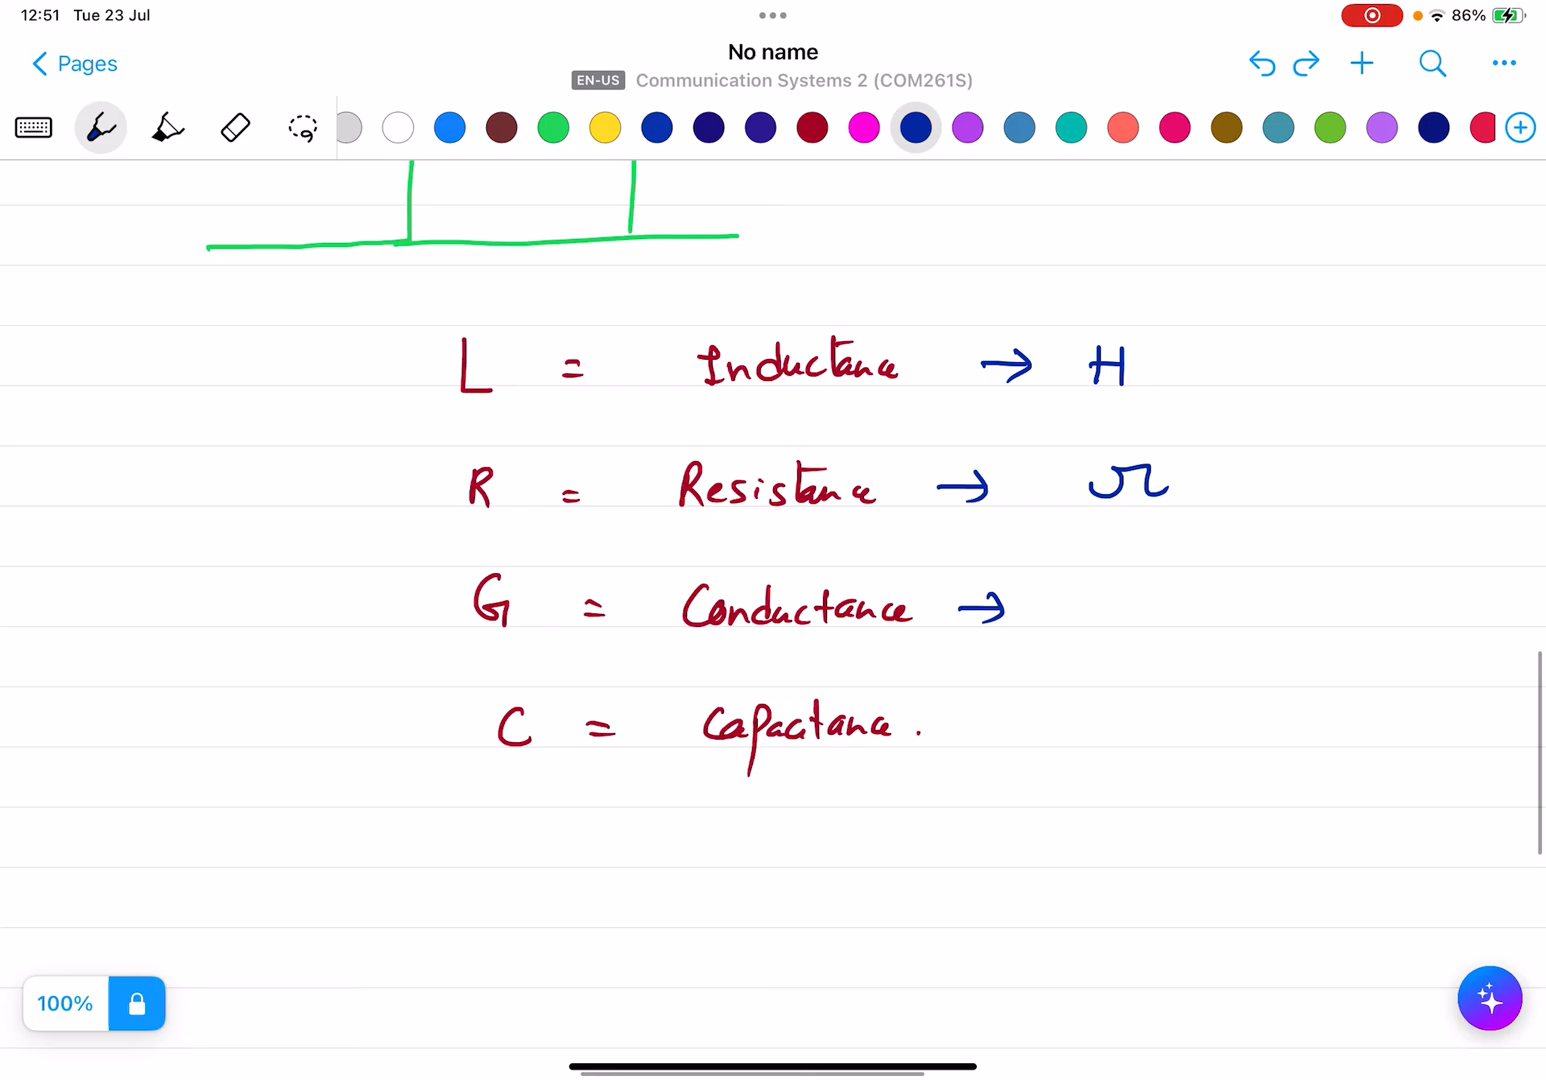 12:51 Tue 23 Jul
86%
Pages
No name
EN-US Communication Systems 2 (COM261S)
L = Inductance → H
R = Resistance → Ω
G = Conductance →
C = Capacitance .
100%